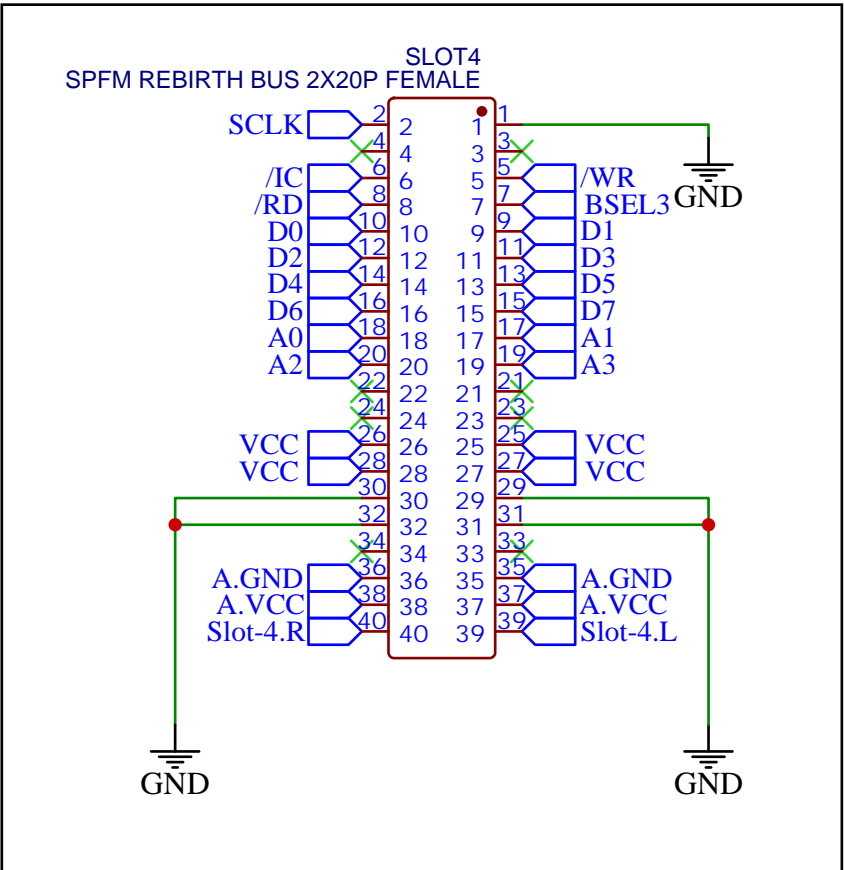 SLOT4
SPFM REBIRTH BUS 2X20P FEMALE
SCLK 2 2 1 1
4 4 3 3
/IC 6 6 5 5 /WR
/RD 8 8 7 7 BSEL3 GND
D0 10 10 9 9 D1
D2 12 12 11 11 D3
D4 14 14 13 13 D5
D6 16 16 15 15 D7
A0 18 18 17 17 A1
A2 20 20 19 19 A3
22 22 21 21
24 24 23 23
VCC 26 26 25 25 VCC
VCC 28 28 27 27 VCC
30 30 29 29
32 32 31 31
34 34 33 33
A.GND 36 36 35 35 A.GND
A.VCC 38 38 37 37 A.VCC
Slot-4.R 40 40 39 39 Slot-4.L
GND GND